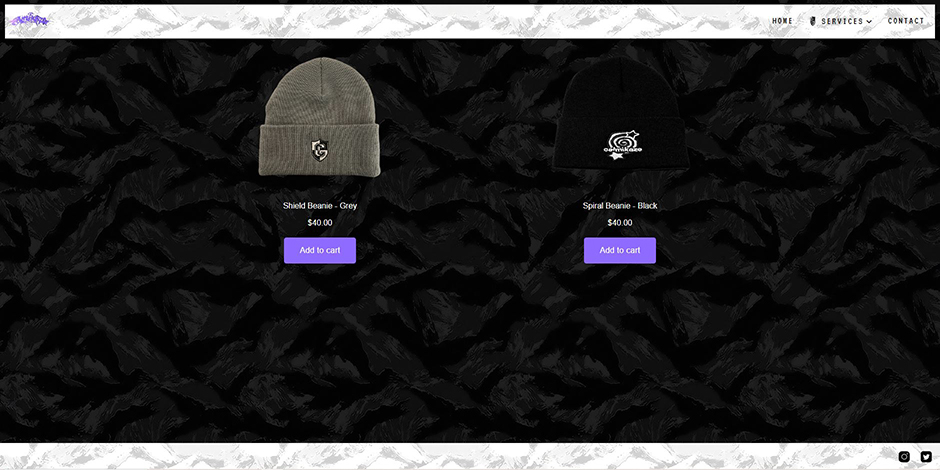 HOME
SERVICES
CONTACT
Shield Beanie - Grey
$40.00
Add to cart
Spiral Beanie - Black
$40.00
Add to cart